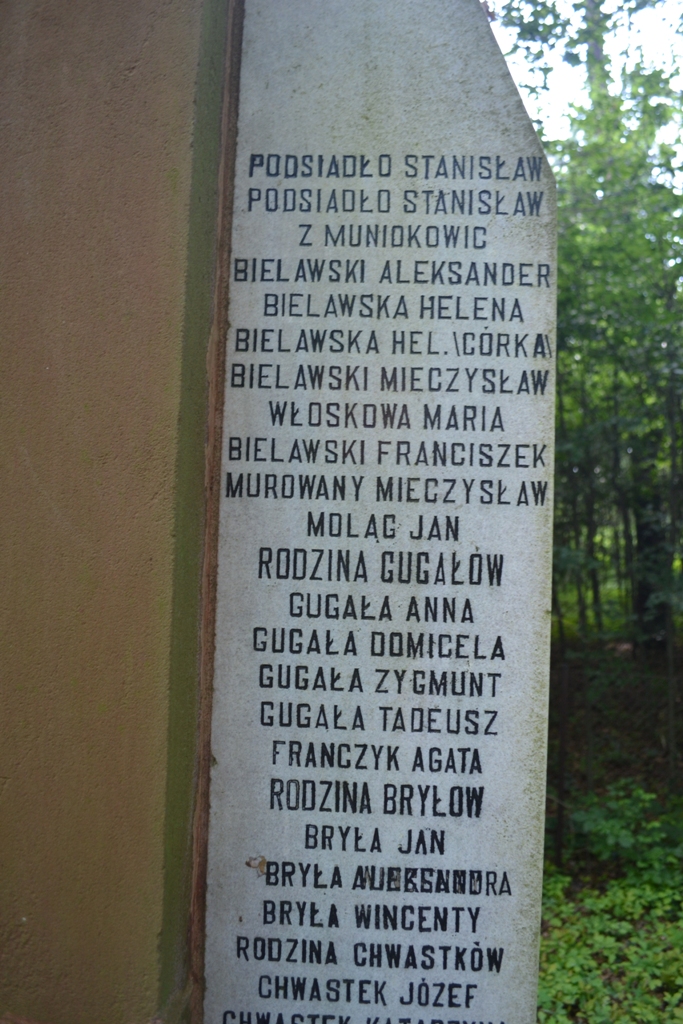 PODSIADŁO STANISŁAW
PODSIADŁO STANISŁAW
Z MUNIOKOWIC
BIELAWSKI ALEKSANDER
BIELAWSKA HELENA
BIELAWSKA HEL. \CÓRKA\
BIELAWSKI MIECZYSŁAW
WŁOSKOWA MARIA
BIELAWSKI FRANCISZEK
MUROWANY MIECZYSŁAW
MOLĄG JAN
RODZINA GUGAŁÓW
GUGAŁA ANNA
GUGAŁA DOMICELA
GUGAŁA ZYGMUNT
GUGAŁA TADEUSZ
FRANCZYK AGATA
RODZINA BRYŁOW
BRYŁA JAN
BRYŁA
BRYŁA WINCENTY
RODZINA CHWASTKÓW
CHWASTEK JÓZEF
CHWASTEK